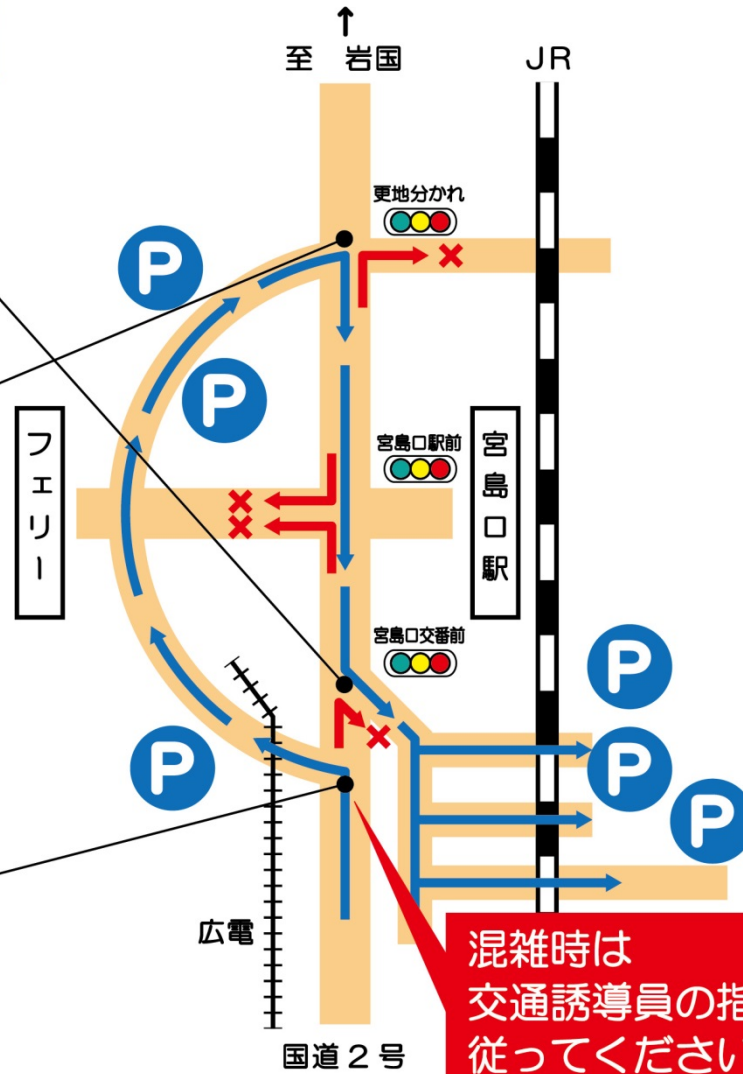 ↑
至 岩国
JR
更地分かれ
P
P
フェリー
宮島口駅前
宮島口駅
宮島口交番前
P
P
P
P
広電
混雑時は
交通誘導員の指
従ってください
国道2号